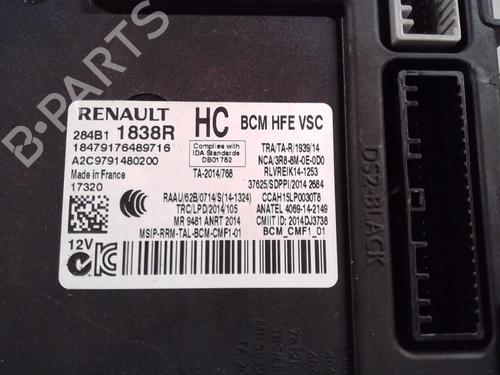 B-PARTS
RENAULT HC BCM HFE VSC
284B1 1838R
18479176489716
A2C9791480200
Made in France
17320
Complies with
IDA Standards
DB01752
TA-2014/768
TRA/TA-R/1939/14
NCA/3R8-8M-0E-0D0
RLVREIK14-1253
37625/SDPPI/2014 2684
RAAU/62B/0714/S(14-1324) CCAH15LP0030T8
TRC/LPD/2014/105 ANATEL 4069-14-2149
MR 9481 ANRT 2014 CMIIT ID: 2014DJ3738
MSIP-RRM-TAL-BCM-CMF1-01 BCM_CMF1_01
12V
DS2-BLACK